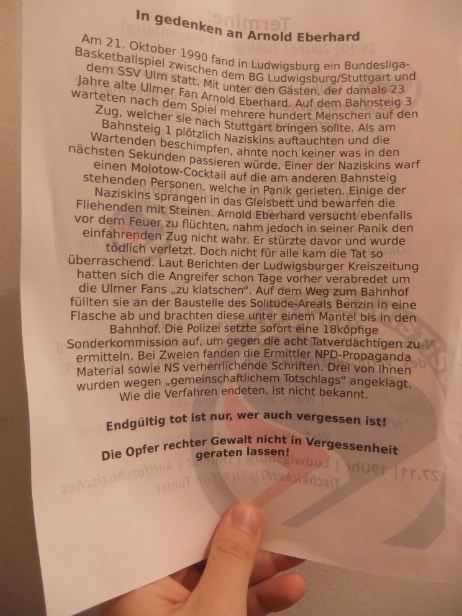 In gedenken an Arnold Eberhard
Am 21. Oktober 1990 fand in Ludwigsburg ein Bundesliga-
Basketballspiel zwischen dem BG Ludwigsburg/Stuttgart und
dem SSV Ulm statt. Mit unter den Gästen, der damals 23
Jahre alte Ulmer Fan Arnold Eberhard. Auf dem Bahnsteig 3
warteten nach dem Spiel mehrere hundert Menschen auf den
Zug, welcher sie nach Stuttgart bringen sollte. Als am
Bahnsteig 1 plötzlich Naziskins auftauchten und die
Wartenden beschimpfen, ahnte noch keiner was in den
nächsten Sekunden passieren würde. Einer der Naziskins warf
einen Molotow-Cocktail auf die am anderen Bahnsteig
stehenden Personen, welche in Panik gerieten. Einige der
Naziskins sprangen in das Gleisbett und bewarfen die
Fliehenden mit Steinen. Arnold Eberhard versucht ebenfalls
vor dem Feuer zu flüchten, nahm jedoch in seiner Panik den
einfahrenden Zug nicht wahr. Er stürzte davor und wurde
tödlich verletzt. Doch nicht für alle kam die Tat so
überraschend. Laut Berichten der Ludwigsburger Kreiszeitung
hatten sich die Angreifer schon Tage vorher verabredet um
die Ulmer Fans „zu klatschen“. Auf dem Weg zum Bahnhof
füllten sie an der Baustelle des Solitude-Areals Benzin in eine
Flasche ab und brachten diese unter einem Mantel bis in den
Bahnhof. Die Polizei setzte sofort eine 18köpfige
Sonderkommission auf, um gegen die acht Tatverdächtigen zu
ermitteln. Bei Zweien fanden die Ermittler NPD-Propaganda
Material sowie NS verherrlichende Schriften. Drei von ihnen
wurden wegen „gemeinschaftlichem Totschlags“ angeklagt.
Wie die Verfahren endeten, ist nicht bekannt.
Endgültig tot ist nur, wer auch vergessen ist!
Die Opfer rechter Gewalt nicht in Vergessenheit
geraten lassen!